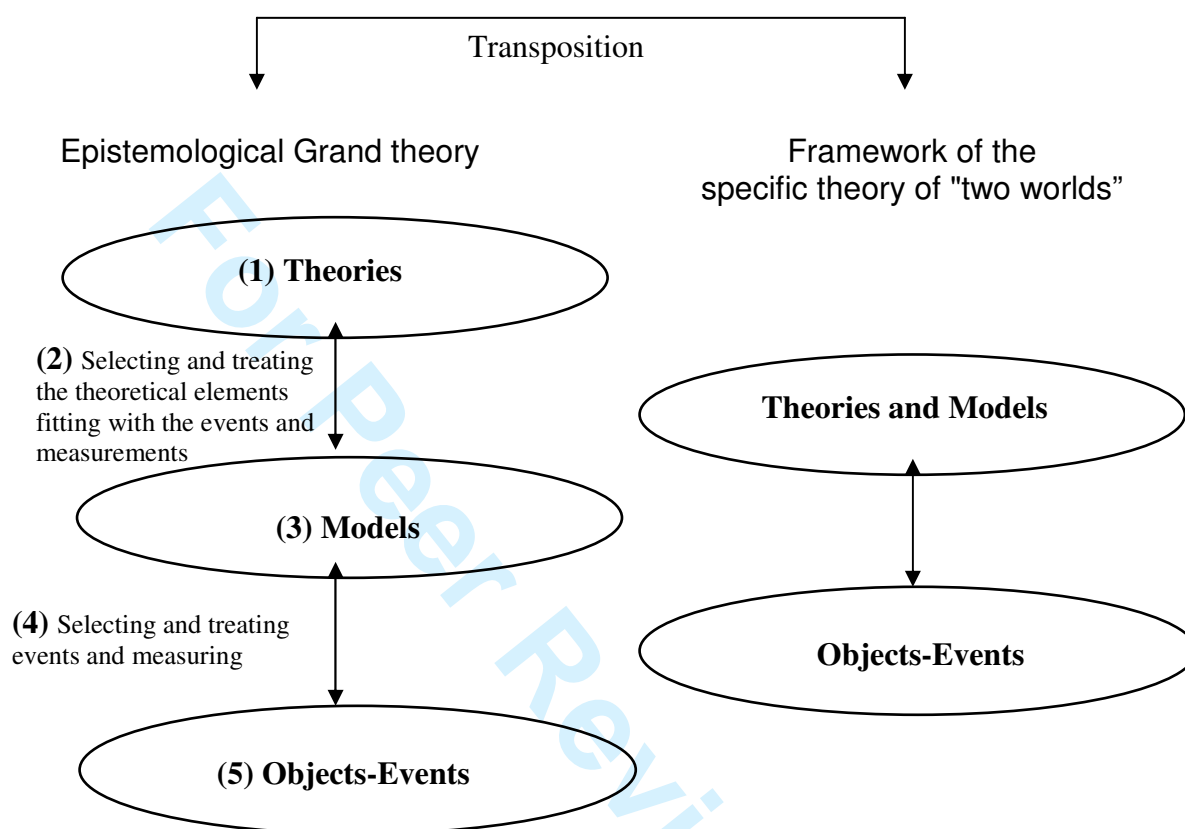 Transposition
Epistemological Grand theory
Framework of the
specific theory of "two worlds”
(1) Theories
(2) Selecting and treating
the theoretical elements
fitting with the events and
measurements
Theories and Models
(3) Models
(4) Selecting and treating
events and measuring
Objects-Events
(5) Objects-Events
For Peer Revi